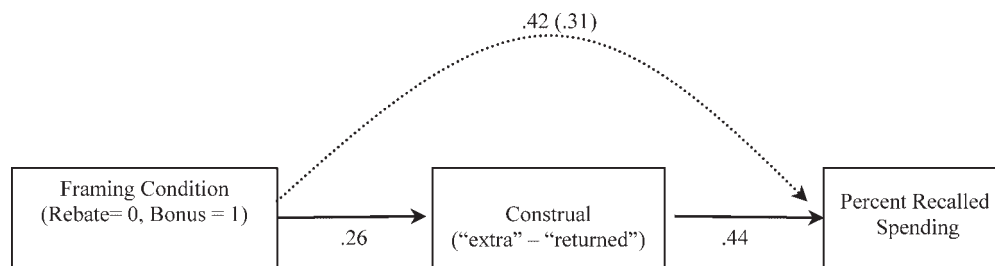 .42 (.31)
Framing Condition
(Rebate= 0, Bonus = 1)
.26
Construal
(“extra” – “returned”)
.44
Percent Recalled
Spending